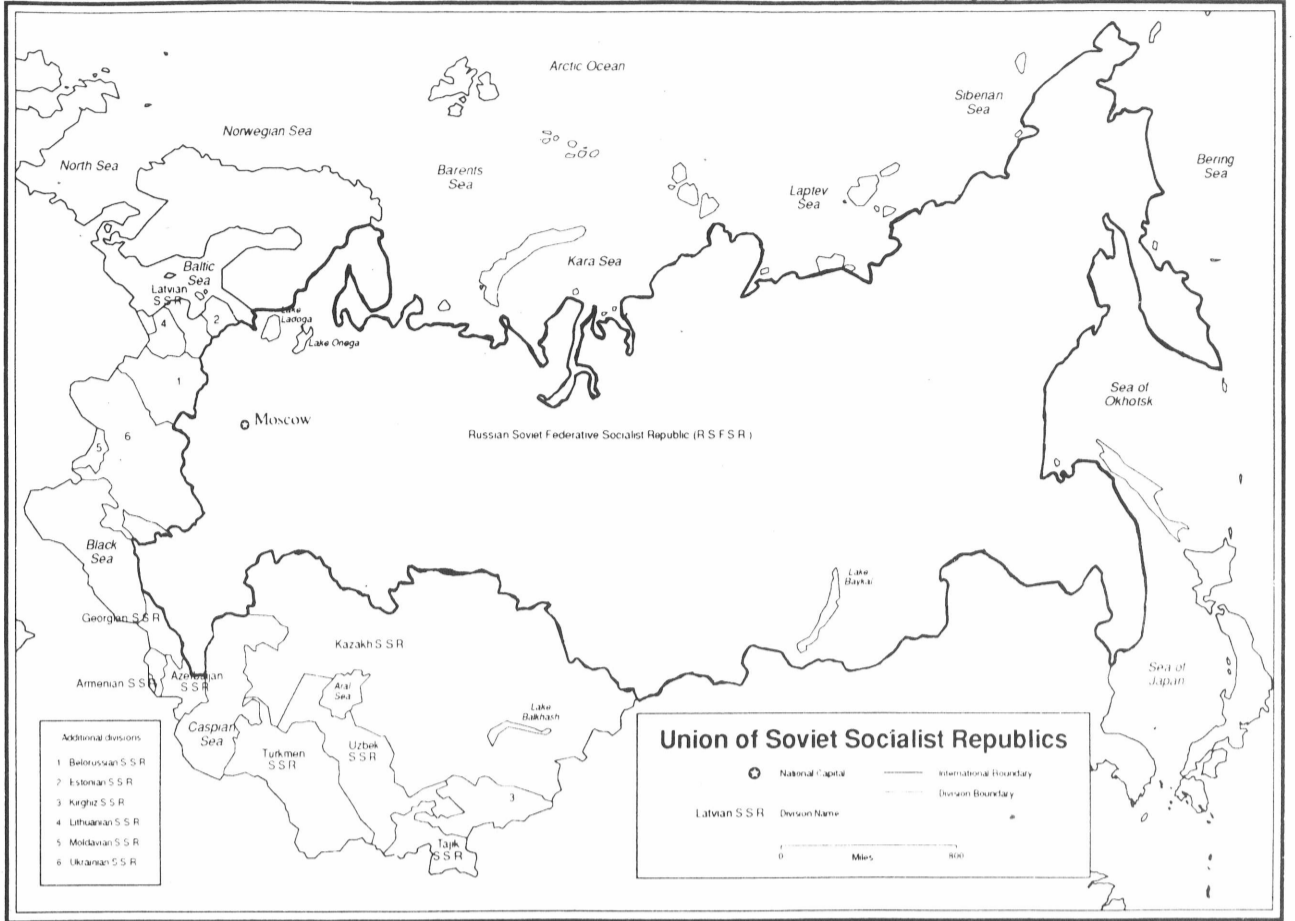 Arctic Ocean
Siberian
Sea
Norwegian Sea
North Sea
Barents
Sea
Bering
Sea
Laptev
Sea
Kara Sea
Baltic
Sea
Latvian
S S R
4
2
Lake
Ladoga
Lake Onega
1
Sea of
Okhotsk
Moscow
6
5
Russian Soviet Federative Socialist Republic (R S F S R )
Black
Sea
Lake
Baykal
Georgian S S R
Kazakh S S R
Armenian S S R
Azerbaijan
S S R
Aral
Sea
Sea of
Japan
Lake
Balkhash
Caspian
Sea
Turkmen
S S R
Uzbek
S S R
3
Tajik
S S R
Additional divisions
1 Belorussian S S R
2 Estonian S S R
3 Kirghiz S S R
4 Lithuanian S S R
5 Moldavian S S R
6 Ukrainian S S R
Union of Soviet Socialist Republics
National Capital
International Boundary
Division Boundary
Latvian S S R Division Name
0 Miles 800